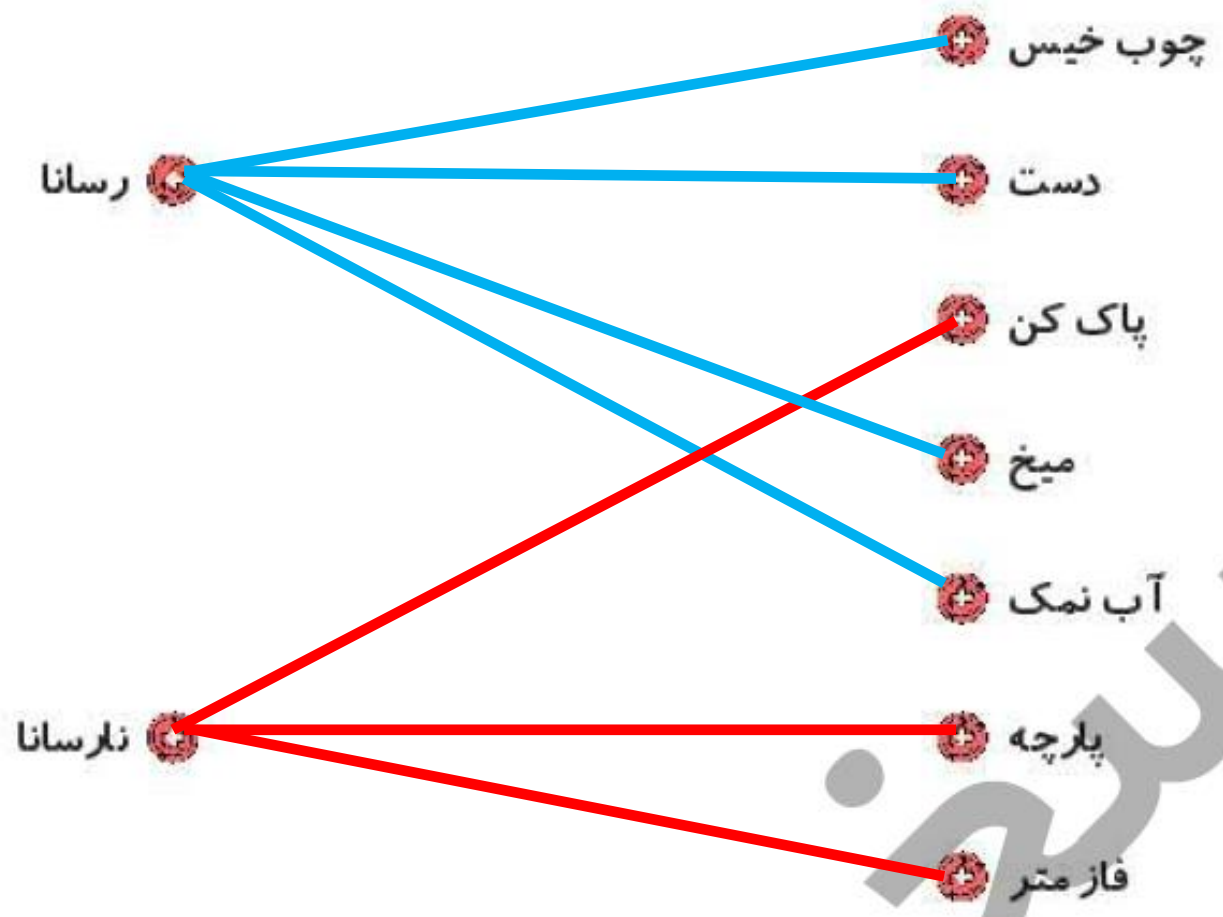 چوب خیس
رسانا
دست
پاک کن
میخ
آب نمک
نارسانا
پارچه
فاز متر